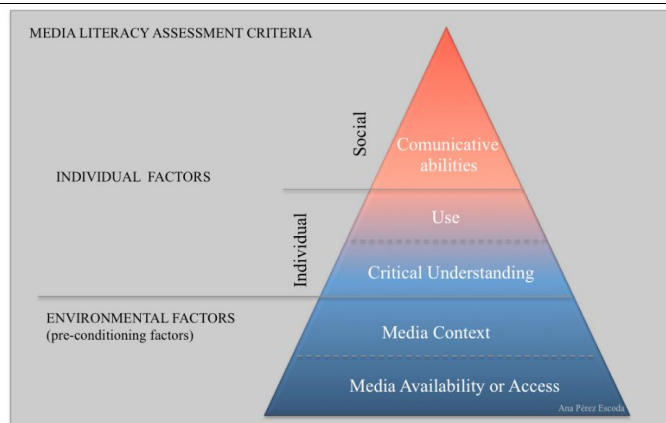 MEDIA LITERACY ASSESSMENT CRITERIA
Social
Comunicative
abilities
INDIVIDUAL FACTORS
Use
Individual
Critical Understanding
ENVIRONMENTAL FACTORS
(pre-conditioning factors)
Media Context
Media Availability or Access
Ana Pérez Escoda